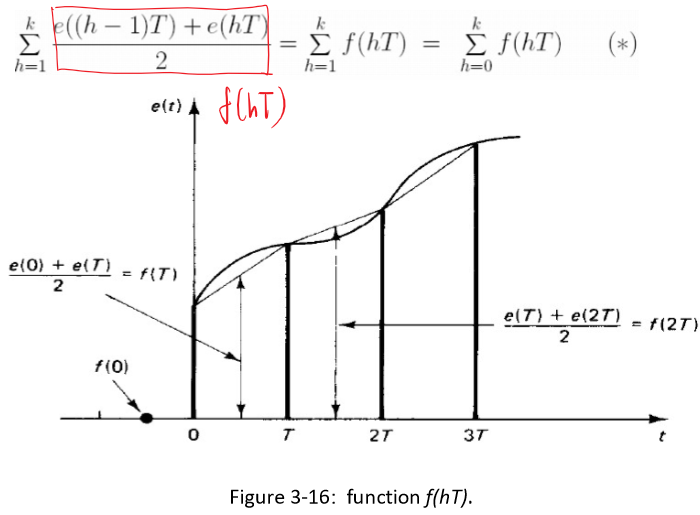 \sum_{h=1}^{k} \frac{e((h-1)T) + e(hT)}{2} = \sum_{h=1}^{k} f(hT) = \sum_{h=0}^{k} f(hT) (*)
f(hT)
e(t)
\frac{e(0) + e(T)}{2} = f(T)
\frac{e(T) + e(2T)}{2} = f(2T)
f(0)
0 T 2T 3T t
Figure 3-16: function f(hT).